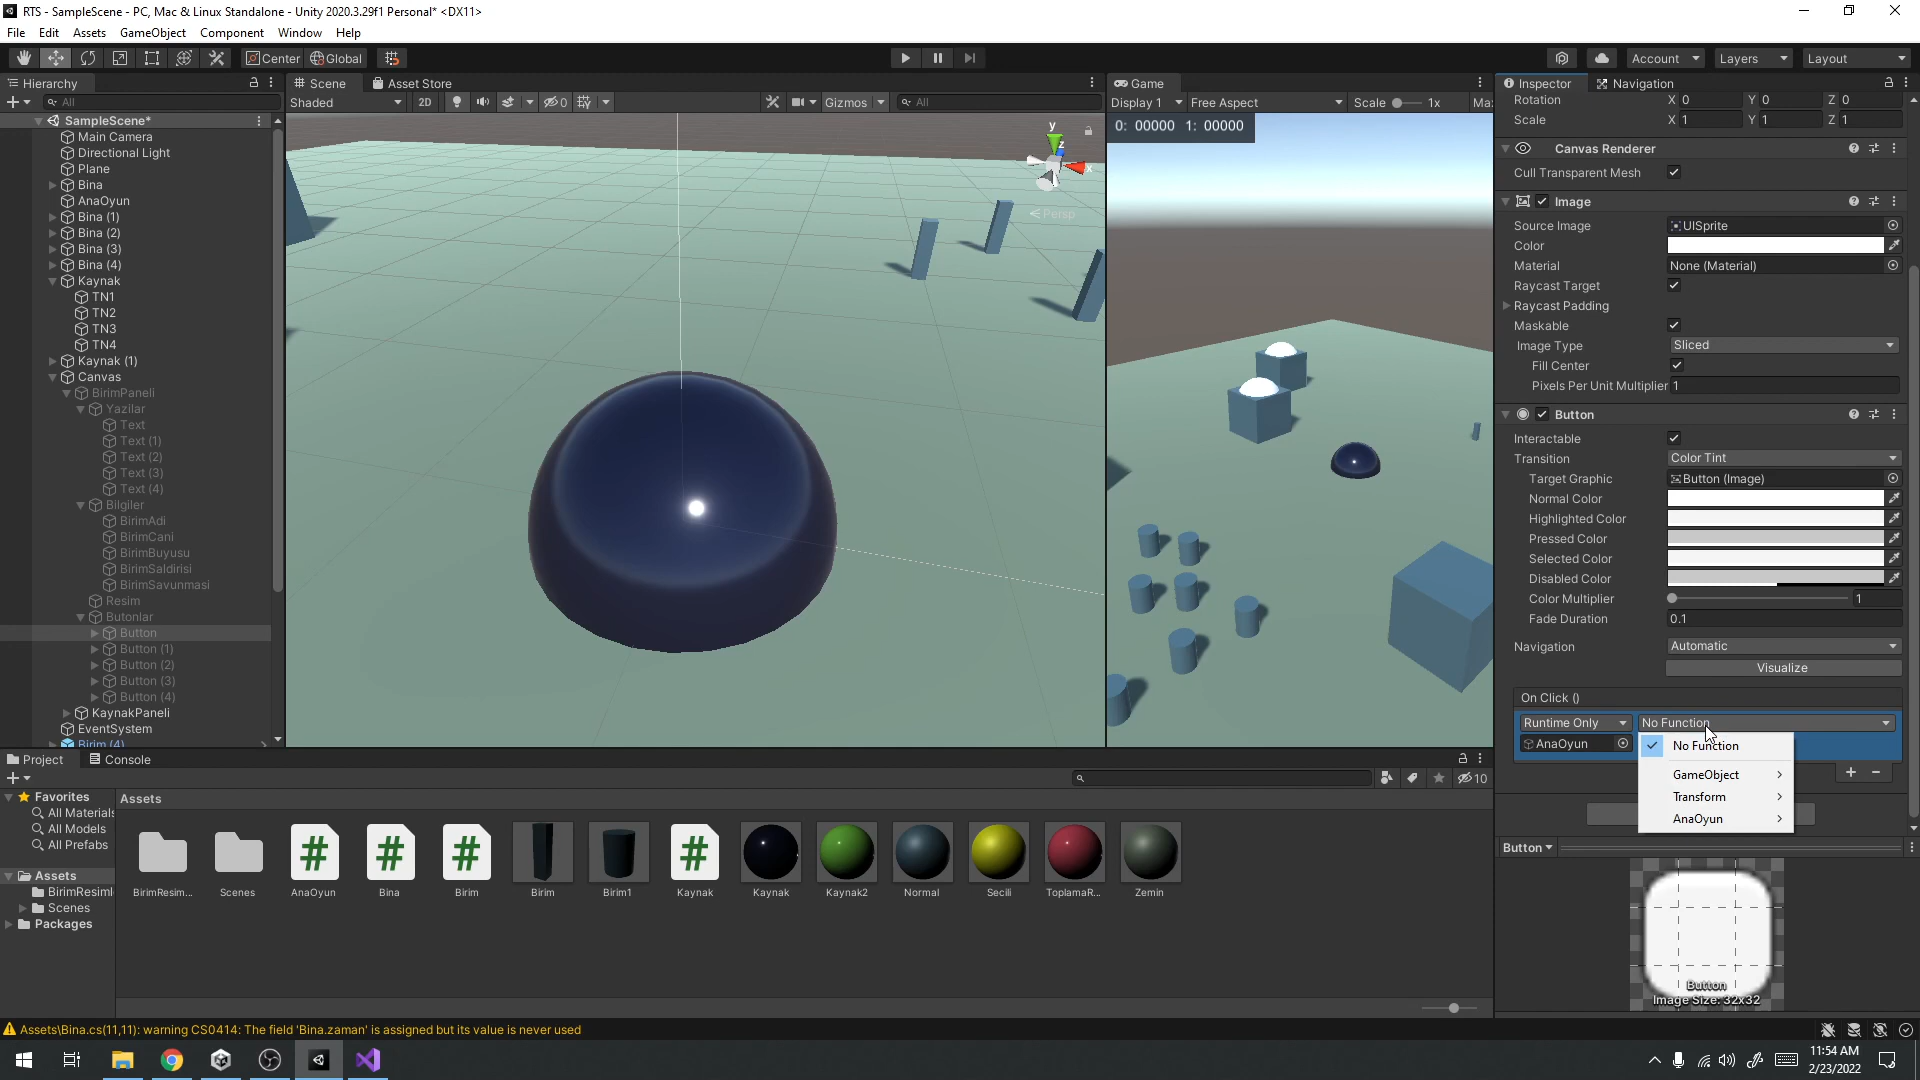 RTS - SampleScene - PC, Mac & Linux Standalone - Unity 2020.3.29f1 Personal* <DX11>
File Edit Assets GameObject Component Window Help
Center Global
Account Layers Layout
Hierarchy
All
SampleScene*
Main Camera
Directional Light
Plane
Bina
AnaOyun
Bina (1)
Bina (2)
Bina (3)
Bina (4)
Kaynak
TN1
TN2
TN3
TN4
Kaynak (1)
Canvas
BirimPaneli
Yazilar
Text
Text (1)
Text (2)
Text (3)
Text (4)
Bilgiler
BirimAdi
BirimCani
BirimBuyusu
BirimSaldirisi
BirimSavunmasi
Resim
Butonlar
Button
Button (1)
Button (2)
Button (3)
Button (4)
KaynakPaneli
EventSystem
Birim (4)
Scene Asset Store
Shaded 2D 0 Gizmos All
y
z
x
Persp
Game
Display 1 Free Aspect Scale 1x Ma
0: 00000 1: 00000
Inspector Navigation
Rotation X 0 Y 0 Z 0
Scale X 1 Y 1 Z 1
Canvas Renderer
Cull Transparent Mesh
Image
Source Image UISprite
Color
Material None (Material)
Raycast Target
Raycast Padding
Maskable
Image Type Sliced
Fill Center
Pixels Per Unit Multiplier 1
Button
Interactable
Transition Color Tint
Target Graphic Button (Image)
Normal Color
Highlighted Color
Pressed Color
Selected Color
Disabled Color
Color Multiplier 1
Fade Duration 0.1
Navigation Automatic
Visualize
On Click ()
Runtime Only No Function
AnaOyun
No Function
GameObject
Transform
AnaOyun
Button
Button
Image Size: 32x32
Project Console
10
Favorites
All Materials
All Models
All Prefabs
Assets
BirimResiml
Scenes
Packages
Assets
BirimResim... Scenes AnaOyun Bina Birim Birim Birim1 Kaynak Kaynak Kaynak2 Normal Secili ToplamaR... Zemin
Assets\Bina.cs(11,11): warning CS0414: The field 'Bina.zaman' is assigned but its value is never used
11:54 AM
2/23/2022